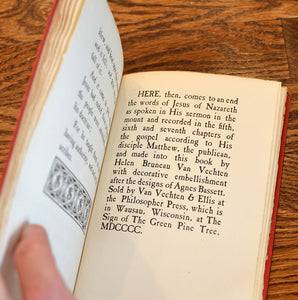 HERE, then, comes to an end
the words of Jesus of Nazareth
as spoken in His sermon in the
mount and recorded in the fifth,
sixth and seventh chapters of
the gospel according to His
disciple Matthew, the publican,
and made into this book by
Helen Bruneau Van Vechten
with decorative embellishment
after the designs of Agnes Bassett.
Sold by Van Vechten & Ellis at
the Philosopher Press, which is
in Wausau, Wisconsin, at The
Sign of The Green Pine Tree.
MDCCCC.